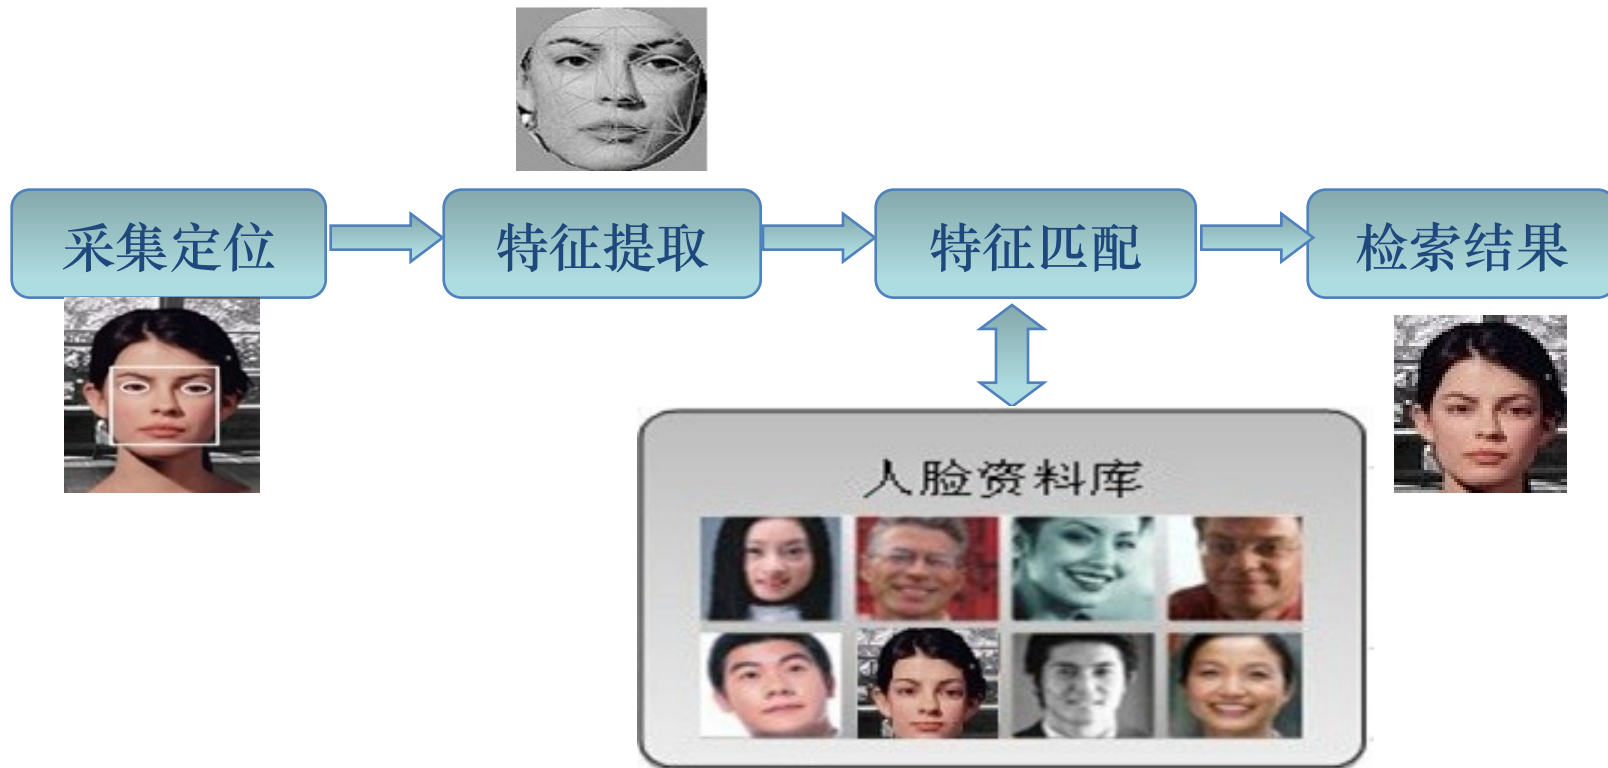 采集定位
特征提取
特征匹配
检索结果
人脸资料库